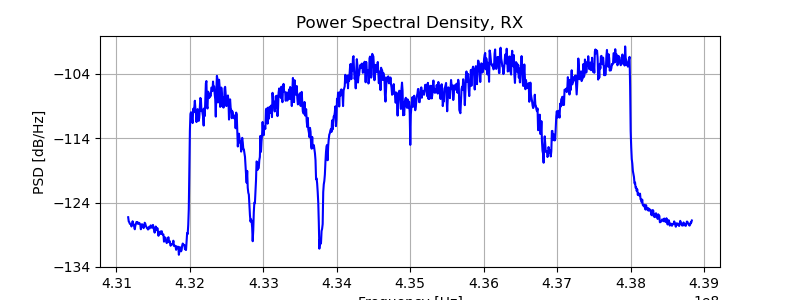 Power Spectral Density, RX
PSD [dB/Hz]
−104
−114
−124
−134
4.31 4.32 4.33 4.34 4.35 4.36 4.37 4.38 4.39
Frequency [Hz]
1e8